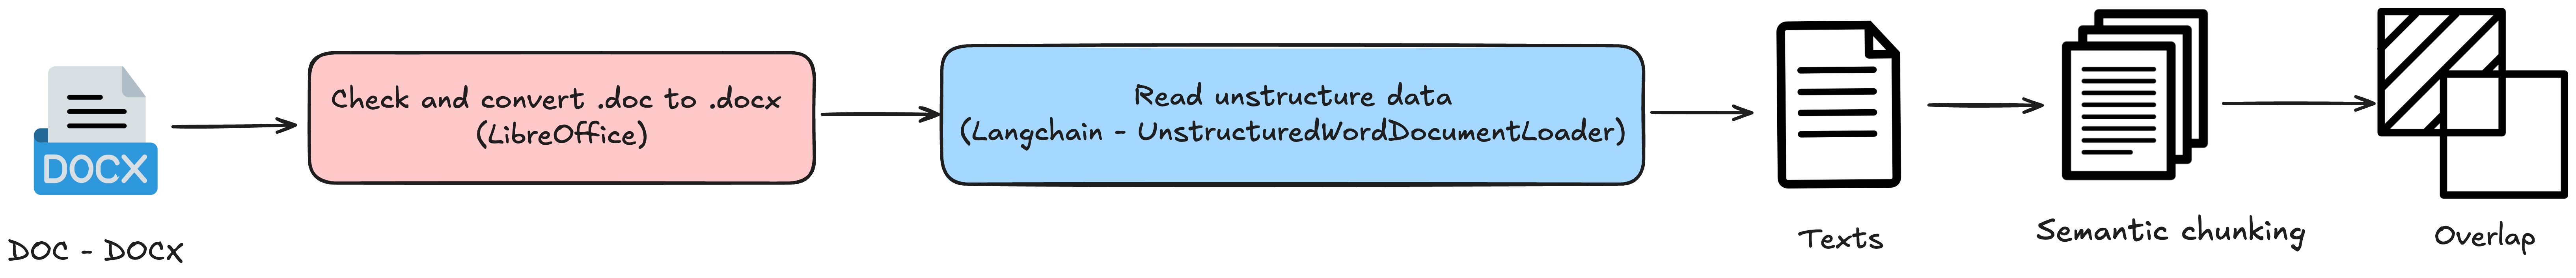 DOCX
DOC - DOCX
Check and convert .doc to .docx
(LibreOffice)
Read unstructure data
(Langchain - UnstructuredWordDocumentLoader)
Texts
Semantic chunking
Overlap